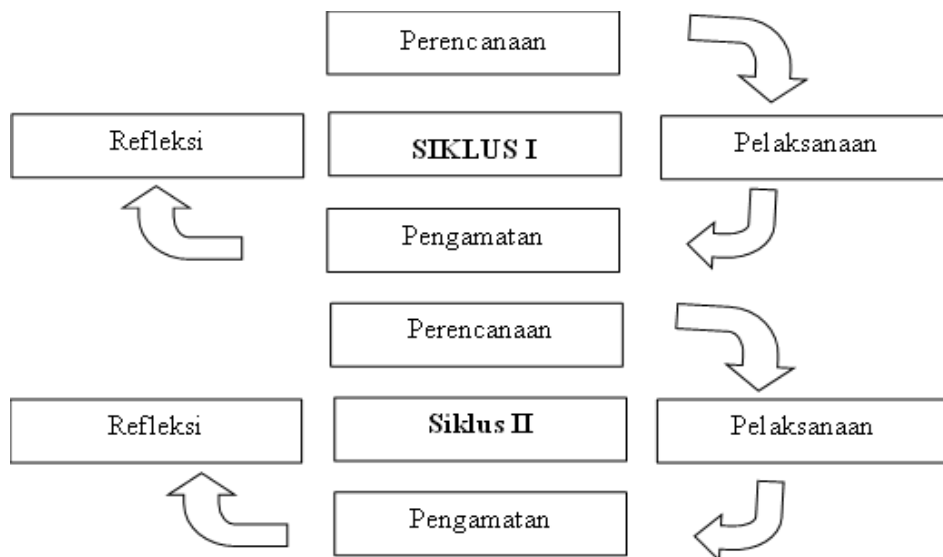 Perencanaan
Refleksi
SIKLUS I
Pelaksanaan
Pengamatan
Perencanaan
Refleksi
Siklus II
Pelaksanaan
Pengamatan